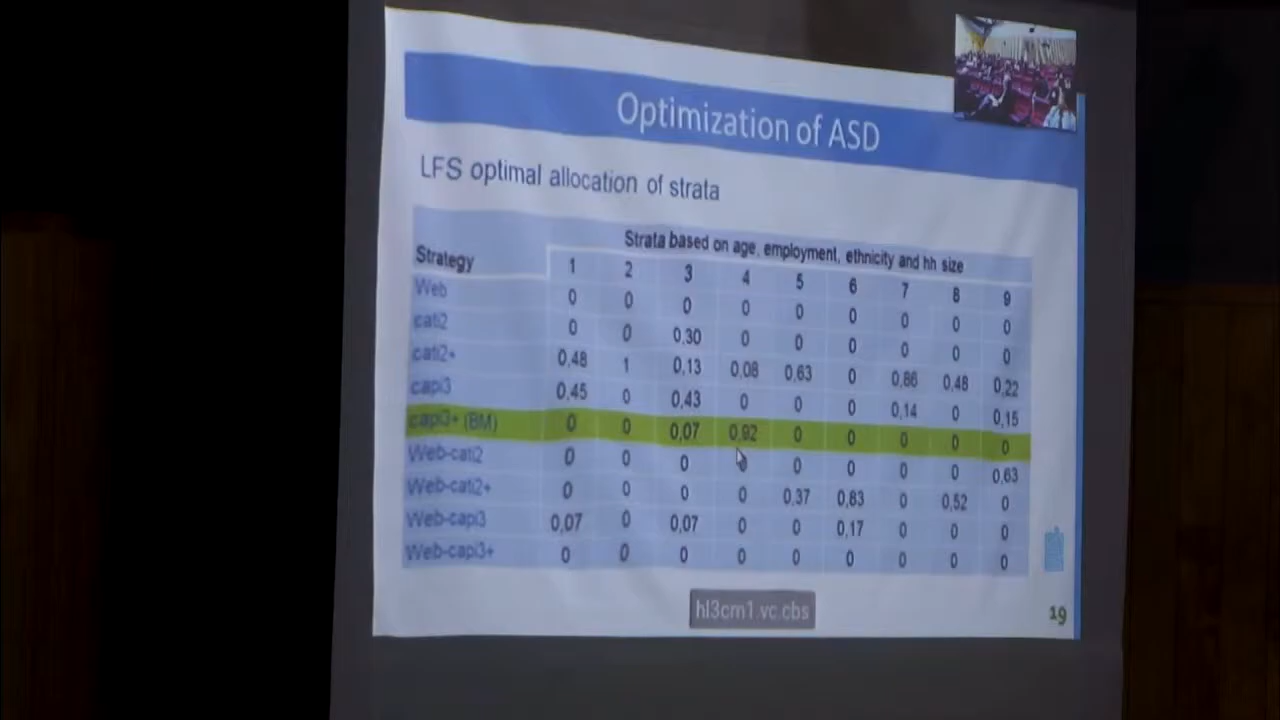 Optimization of ASD
LFS optimal allocation of strata
Strategy Strata based on age, employment, ethnicity and hh size
1 2 3 4 5 6 7 8 9
Web 0 0 0 0 0 0 0 0 0
cati2 0 0 0,30 0 0 0 0 0 0
cati2+ 0,48 1 0,13 0,08 0,63 0 0,86 0,48 0,22
capi3 0,45 0 0,43 0 0 0 0,14 0 0,15
capi3+ (BM) 0 0 0,07 0,92 0 0 0 0 0
Web-cati2 0 0 0 0 0 0 0 0 0,63
Web-cati2+ 0 0 0 0 0,37 0,83 0 0,52 0
Web-capi3 0,07 0 0,07 0 0 0,17 0 0 0
Web-capi3+ 0 0 0 0 0 0 0 0 0
hl3cm1.vc.cbs
19